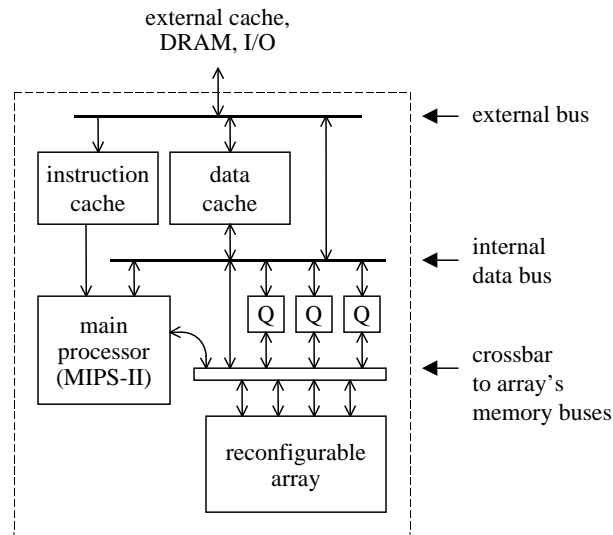 external cache,
DRAM, I/O
external bus
instruction
cache
data
cache
internal
data bus
Q
Q
Q
main
processor
(MIPS-II)
crossbar
to array's
memory buses
reconfigurable
array